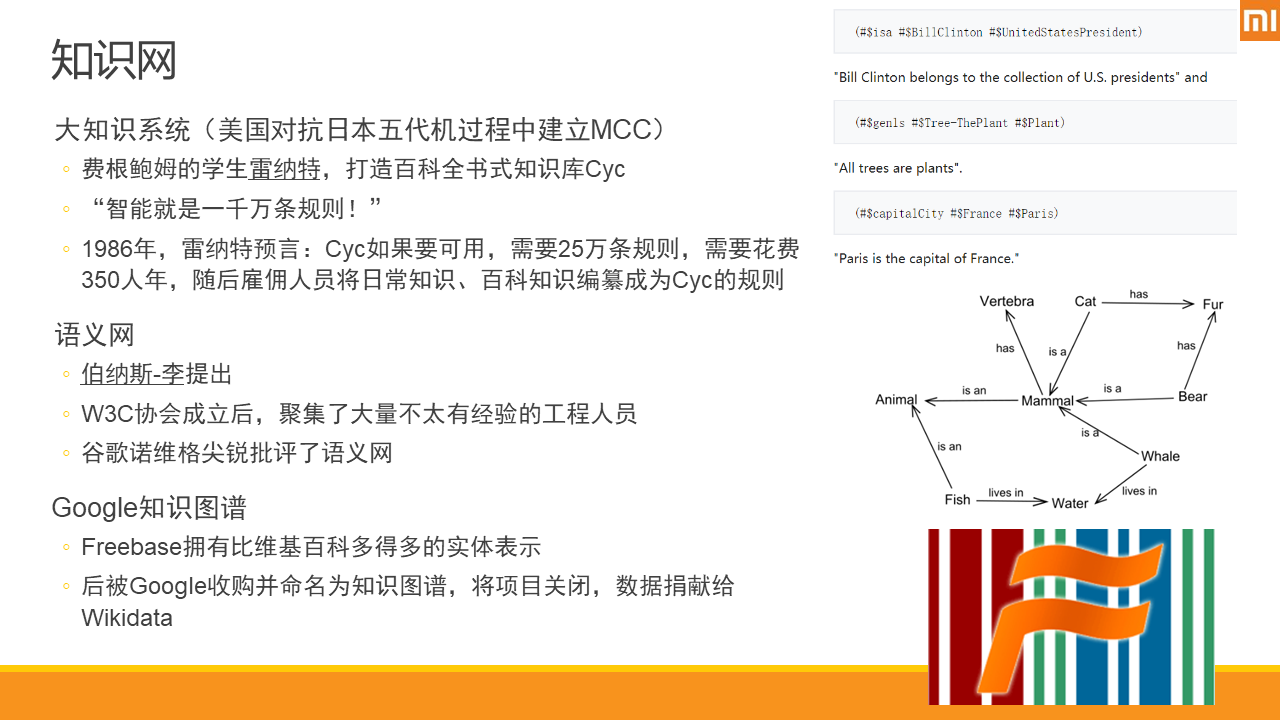 知识网
大知识系统（美国对抗日本五代机过程中建立MCC）
费根鲍姆的学生雷纳特，打造百科全书式知识库Cyc
“智能就是一千万条规则！”
1986年，雷纳特预言：Cyc如果要可用，需要25万条规则，需要花费
350人年，随后雇佣人员将日常知识、百科知识编纂成为Cyc的规则
语义网
伯纳斯-李提出
W3C协会成立后，聚集了大量不太有经验的工程人员
谷歌诺维格尖锐批评了语义网
Google知识图谱
Freebase拥有比维基百科多得多的实体表示
后被Google收购并命名为知识图谱，将项目关闭，数据捐献给
Wikidata
(#$isa #$BillClinton #$UnitedStatesPresident)
"Bill Clinton belongs to the collection of U.S. presidents" and
(#$genls #$Tree-ThePlant #$Plant)
"All trees are plants".
(#$capitalCity #$France #$Paris)
"Paris is the capital of France."
Vertebra
Cat
has
Fur
has
is a
has
Animal
is an
Mammal
is a
Bear
is an
is a
Whale
Fish
lives in
Water
lives in
MI